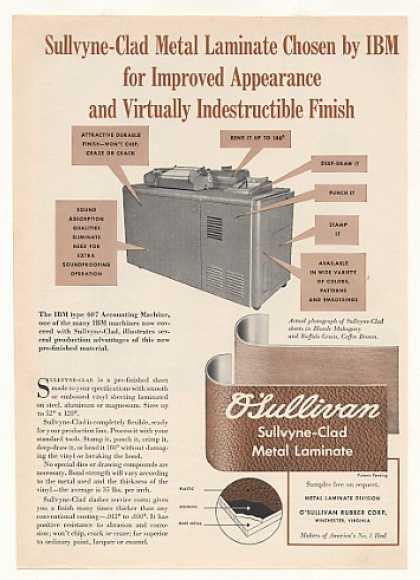 Sullvyne-Clad Metal Laminate Chosen by IBM
for Improved Appearance
and Virtually Indestructible Finish
ATTRACTIVE DURABLE
FINISH—WON'T CHIP,
CRAZE OR CRACK
BEND IT UP TO 180°
DEEP-DRAW IT
PUNCH IT
SOUND
ABSORPTION
QUALITIES
ELIMINATE
NEED FOR
EXTRA
SOUNDPROOFING
OPERATION
STAMP
IT
AVAILABLE
IN WIDE VARIETY
OF COLORS,
PATTERNS
AND EMBOSSINGS
The IBM type 607 Accounting Machine,
one of the many IBM machines now cov-
ered with Sullvyne-Clad, illustrates sev-
eral production advantages of this new
pre-finished material.
Actual photograph of Sullvyne-Clad
sheets in Blonde Mahogany
and Buffalo Grain, Coffee Brown.
SULLVYNE-CLAD is a pre-finished sheet
made to your specifications with smooth
or embossed vinyl sheeting laminated
on steel, aluminum or magnesium. Sizes up
to 52" x 120".
Sullvyne-Clad is completely flexible, ready
for your production line. Process it with your
standard tools. Stamp it, punch it, crimp it,
deep-draw it, or bend it 180° without damag-
ing the vinyl or breaking the bond.
No special dies or drawing compounds are
necessary. Bond strength will vary according
to the metal used and the thickness of the
vinyl—the average is 35 lbs. per inch.
Sullvyne-Clad slashes service costs; gives
you a finish many times thicker than any
conventional coating—.012" to .030". It has
positive resistance to abrasion and corro-
sion; won't chip, crack or craze; far superior
to ordinary paint, lacquer or enamel.
O'Sullivan
Sullvyne-Clad
Metal Laminate
Patents Pending
PLASTIC
BONDING
BASE METAL
Samples free on request.
METAL LAMINATE DIVISION
O'SULLIVAN RUBBER CORP.
WINCHESTER, VIRGINIA
Makers of America's No. 1 Heel